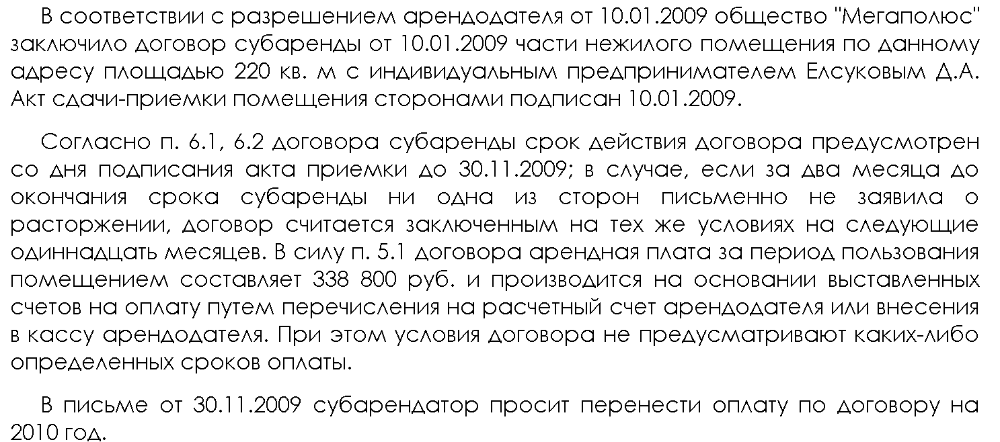 В соответствии с разрешением арендодателя от 10.01.2009 общество "Мегаполюс"
заключило договор субаренды от 10.01.2009 части нежилого помещения по данному
адресу площадью 220 кв. м с индивидуальным предпринимателем Елсуковым Д.А.
Акт сдачи-приемки помещения сторонами подписан 10.01.2009.
Согласно п. 6.1, 6.2 договора субаренды срок действия договора предусмотрен
со дня подписания акта приемки до 30.11.2009; в случае, если за два месяца до
окончания срока субаренды ни одна из сторон письменно не заявила о
расторжении, договор считается заключенным на тех же условиях на следующие
одиннадцать месяцев. В силу п. 5.1 договора арендная плата за период пользования
помещением составляет 338 800 руб. и производится на основании выставленных
счетов на оплату путем перечисления на расчетный счет арендодателя или внесения
в кассу арендодателя. При этом условия договора не предусматривают каких-либо
определенных сроков оплаты.
В письме от 30.11.2009 субарендатор просит перенести оплату по договору на
2010 год.